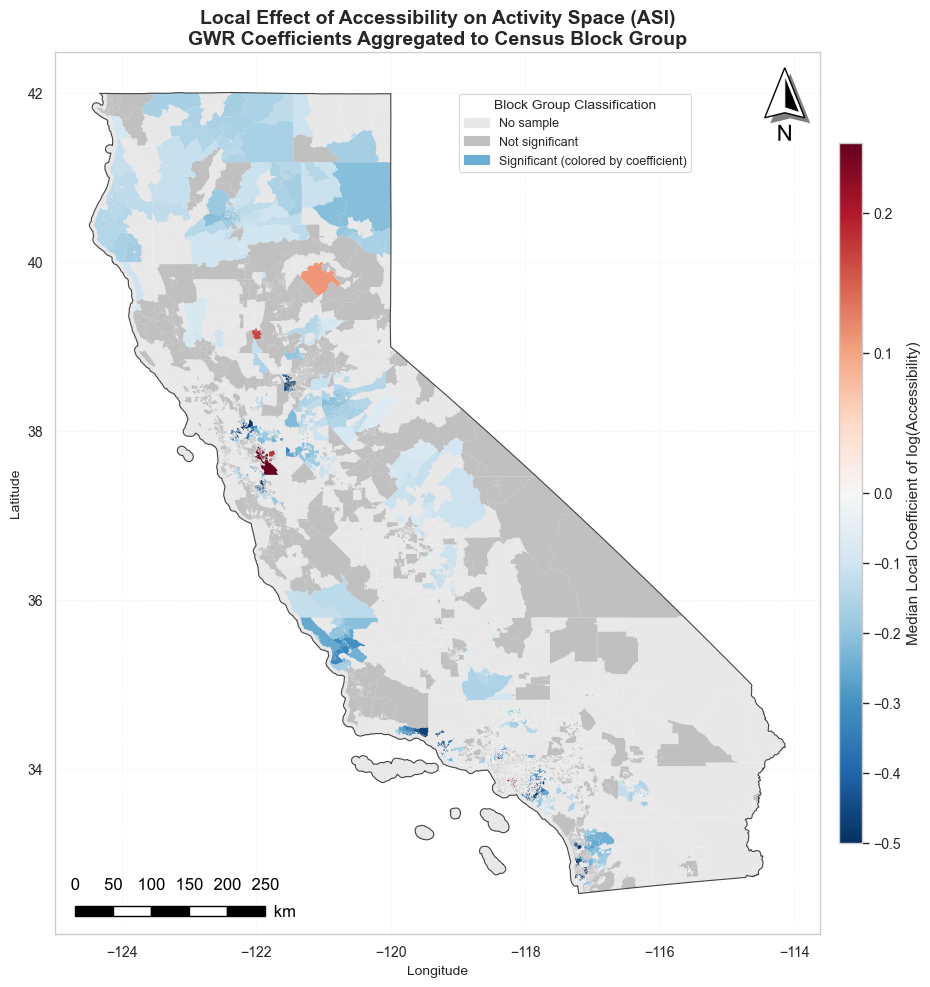 Local Effect of Accessibility on Activity Space (ASI)
GWR Coefficients Aggregated to Census Block Group
Block Group Classification
No sample
Not significant
Significant (colored by coefficient)
N
42
40
38
36
34
Latitude
−124
−122
−120
−118
−116
−114
Longitude
0 50 100 150 200 250
km
0.2
0.1
0.0
−0.1
−0.2
−0.3
−0.4
−0.5
Median Local Coefficient of log(Accessibility)